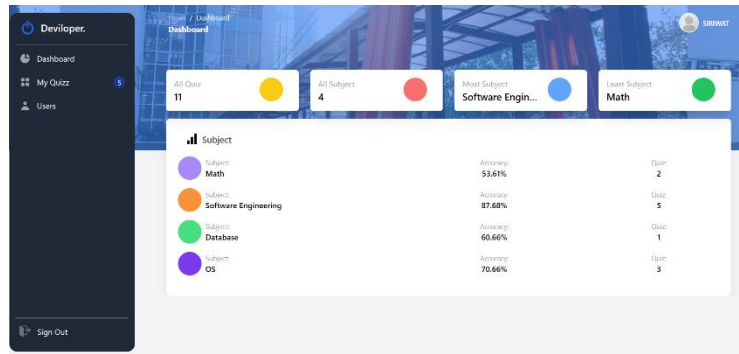 Deviloper.
Dashboard
My Quizz 5
Users
Sign Out
Pages / Dashboard
Dashboard
SIRIWAT
All Quiz
11
All Subject
4
Most Subject
Software Engin...
Least Subject
Math
Subject
Subject: Accuracy: Quiz:
Math 53.61% 2
Subject: Accuracy: Quiz:
Software Engineering 87.68% 5
Subject: Accuracy: Quiz:
Database 60.66% 1
Subject: Accuracy: Quiz:
OS 70.66% 3